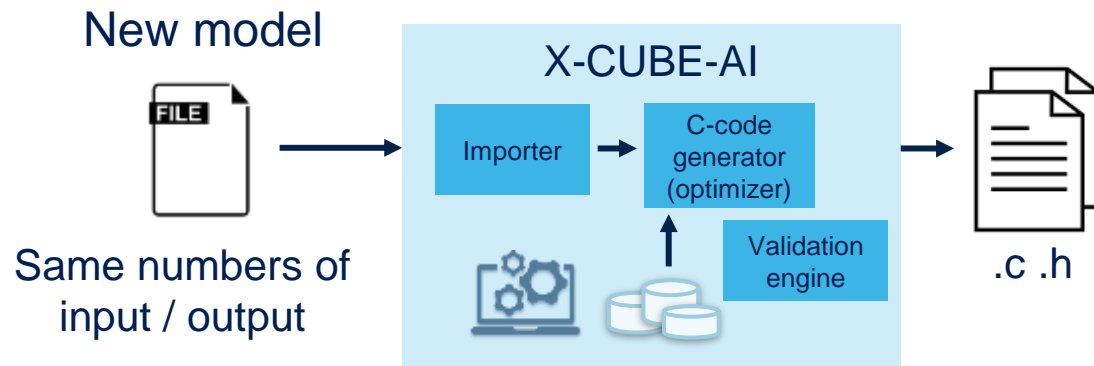 New model
FILE
Same numbers of
input / output
X-CUBE-AI
Importer
C-code
generator
(optimizer)
Validation
engine
.c .h